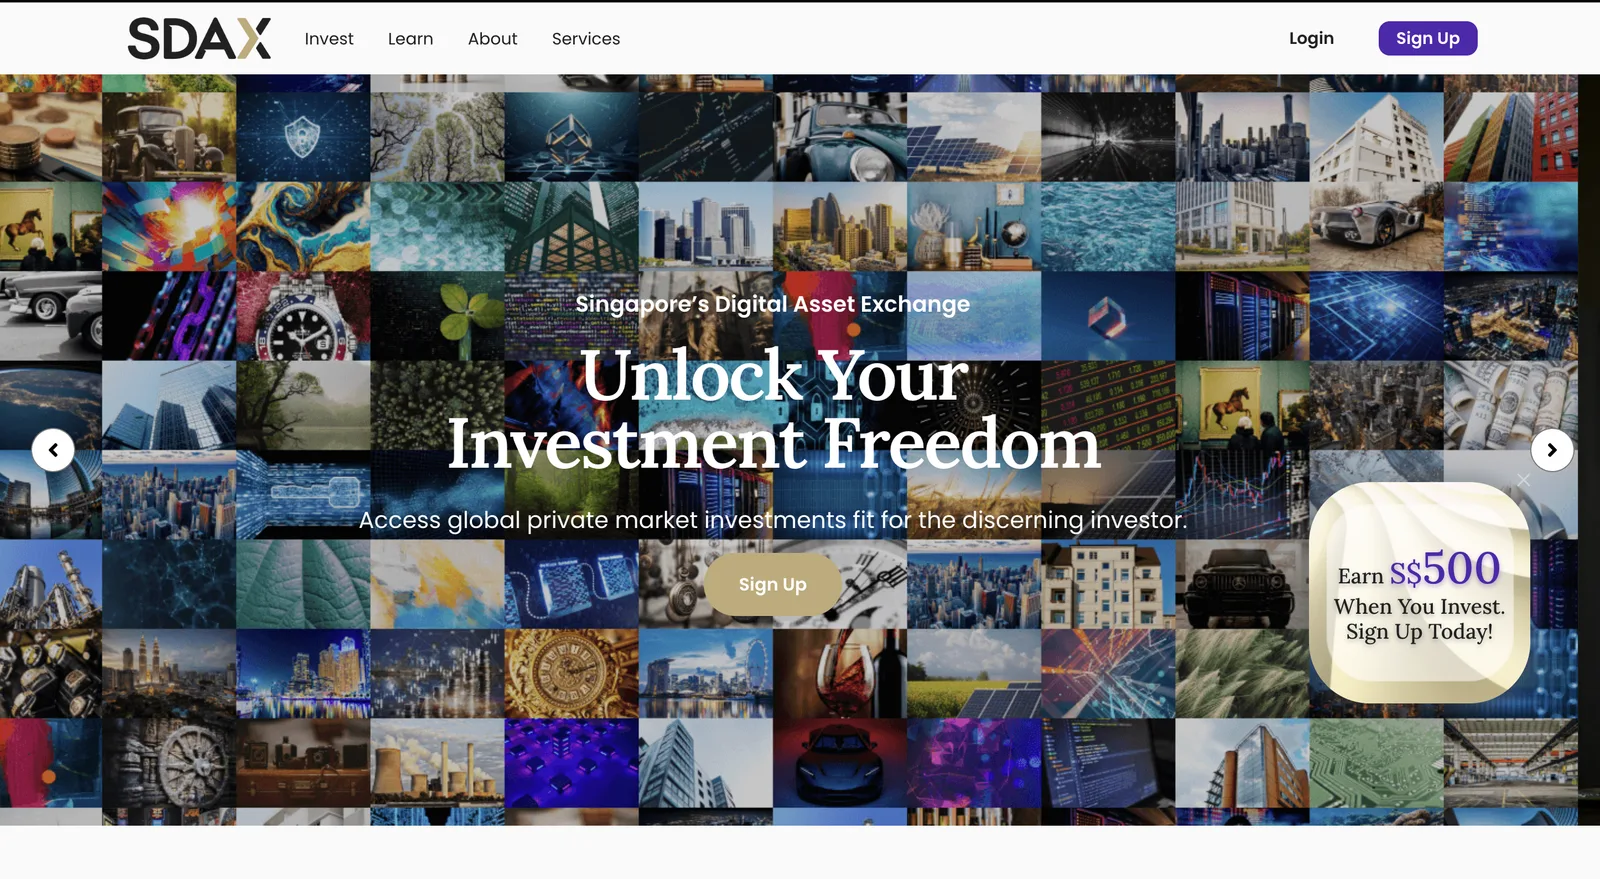 SDAX
Invest
Learn
About
Services
Login
Sign Up
Singapore’s Digital Asset Exchange
Unlock Your
Investment Freedom
Access global private market investments fit for the discerning investor.
Sign Up
Earn S$500
When You Invest.
Sign Up Today!